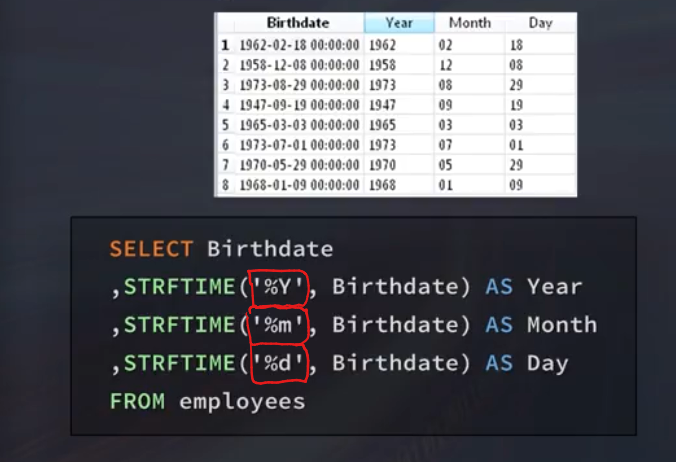 Birthdate Year Month Day
1 1962-02-18 00:00:00 1962 02 18
2 1958-12-08 00:00:00 1958 12 08
3 1973-08-29 00:00:00 1973 08 29
4 1947-09-19 00:00:00 1947 09 19
5 1965-03-03 00:00:00 1965 03 03
6 1973-07-01 00:00:00 1973 07 01
7 1970-05-29 00:00:00 1970 05 29
8 1968-01-09 00:00:00 1968 01 09
SELECT Birthdate
,STRFTIME('%Y', Birthdate) AS Year
,STRFTIME('%m', Birthdate) AS Month
,STRFTIME('%d', Birthdate) AS Day
FROM employees